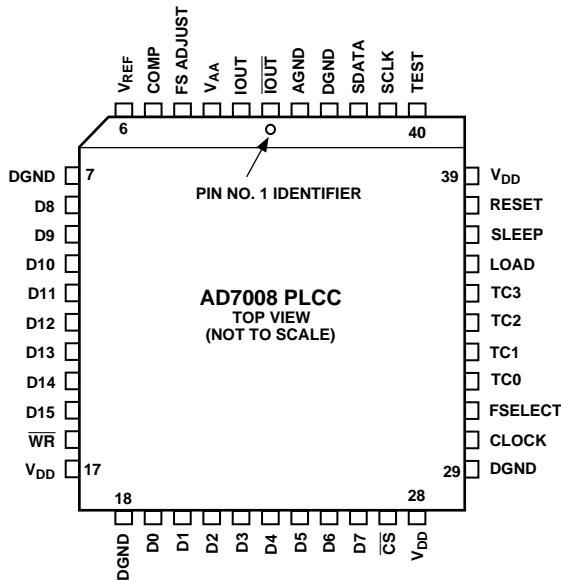 VREF
COMP
FS ADJUST
VAA
IOUT
I̅O̅U̅T̅
AGND
DGND
SDATA
SCLK
TEST
6
40
DGND
7
39
VDD
PIN NO. 1 IDENTIFIER
D8
RESET
D9
SLEEP
D10
LOAD
D11
TC3
AD7008 PLCC
TOP VIEW
(NOT TO SCALE)
D12
TC2
D13
TC1
D14
TC0
D15
FSELECT
W̅R̅
CLOCK
VDD
17
29
DGND
18
28
DGND
D0
D1
D2
D3
D4
D5
D6
D7
C̅S̅
VDD